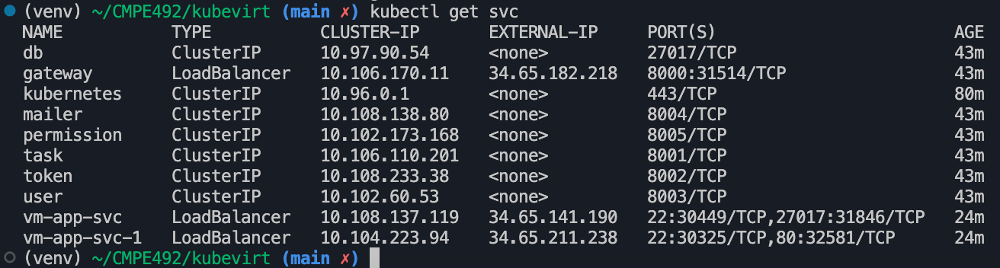 (venv) ~/CMPE492/kubevirt (main ✗) kubectl get svc
NAME TYPE CLUSTER-IP EXTERNAL-IP PORT(S) AGE
db ClusterIP 10.97.90.54 <none> 27017/TCP 43m
gateway LoadBalancer 10.106.170.11 34.65.182.218 8000:31514/TCP 43m
kubernetes ClusterIP 10.96.0.1 <none> 443/TCP 80m
mailer ClusterIP 10.108.138.80 <none> 8004/TCP 43m
permission ClusterIP 10.102.173.168 <none> 8005/TCP 43m
task ClusterIP 10.106.110.201 <none> 8001/TCP 43m
token ClusterIP 10.108.233.38 <none> 8002/TCP 43m
user ClusterIP 10.102.60.53 <none> 8003/TCP 43m
vm-app-svc LoadBalancer 10.108.137.119 34.65.141.190 22:30449/TCP,27017:31846/TCP 24m
vm-app-svc-1 LoadBalancer 10.104.223.94 34.65.211.238 22:30325/TCP,80:32581/TCP 24m
(venv) ~/CMPE492/kubevirt (main ✗)